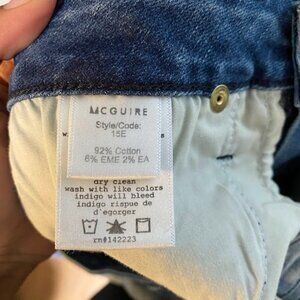 MCGUIRE
Style/Code:
15E
92% Cotton
6% EME 2% EA
w.
dry clean
wash with like colors
indigo will bleed
indigo rispue de
d'egorger
rn#142223